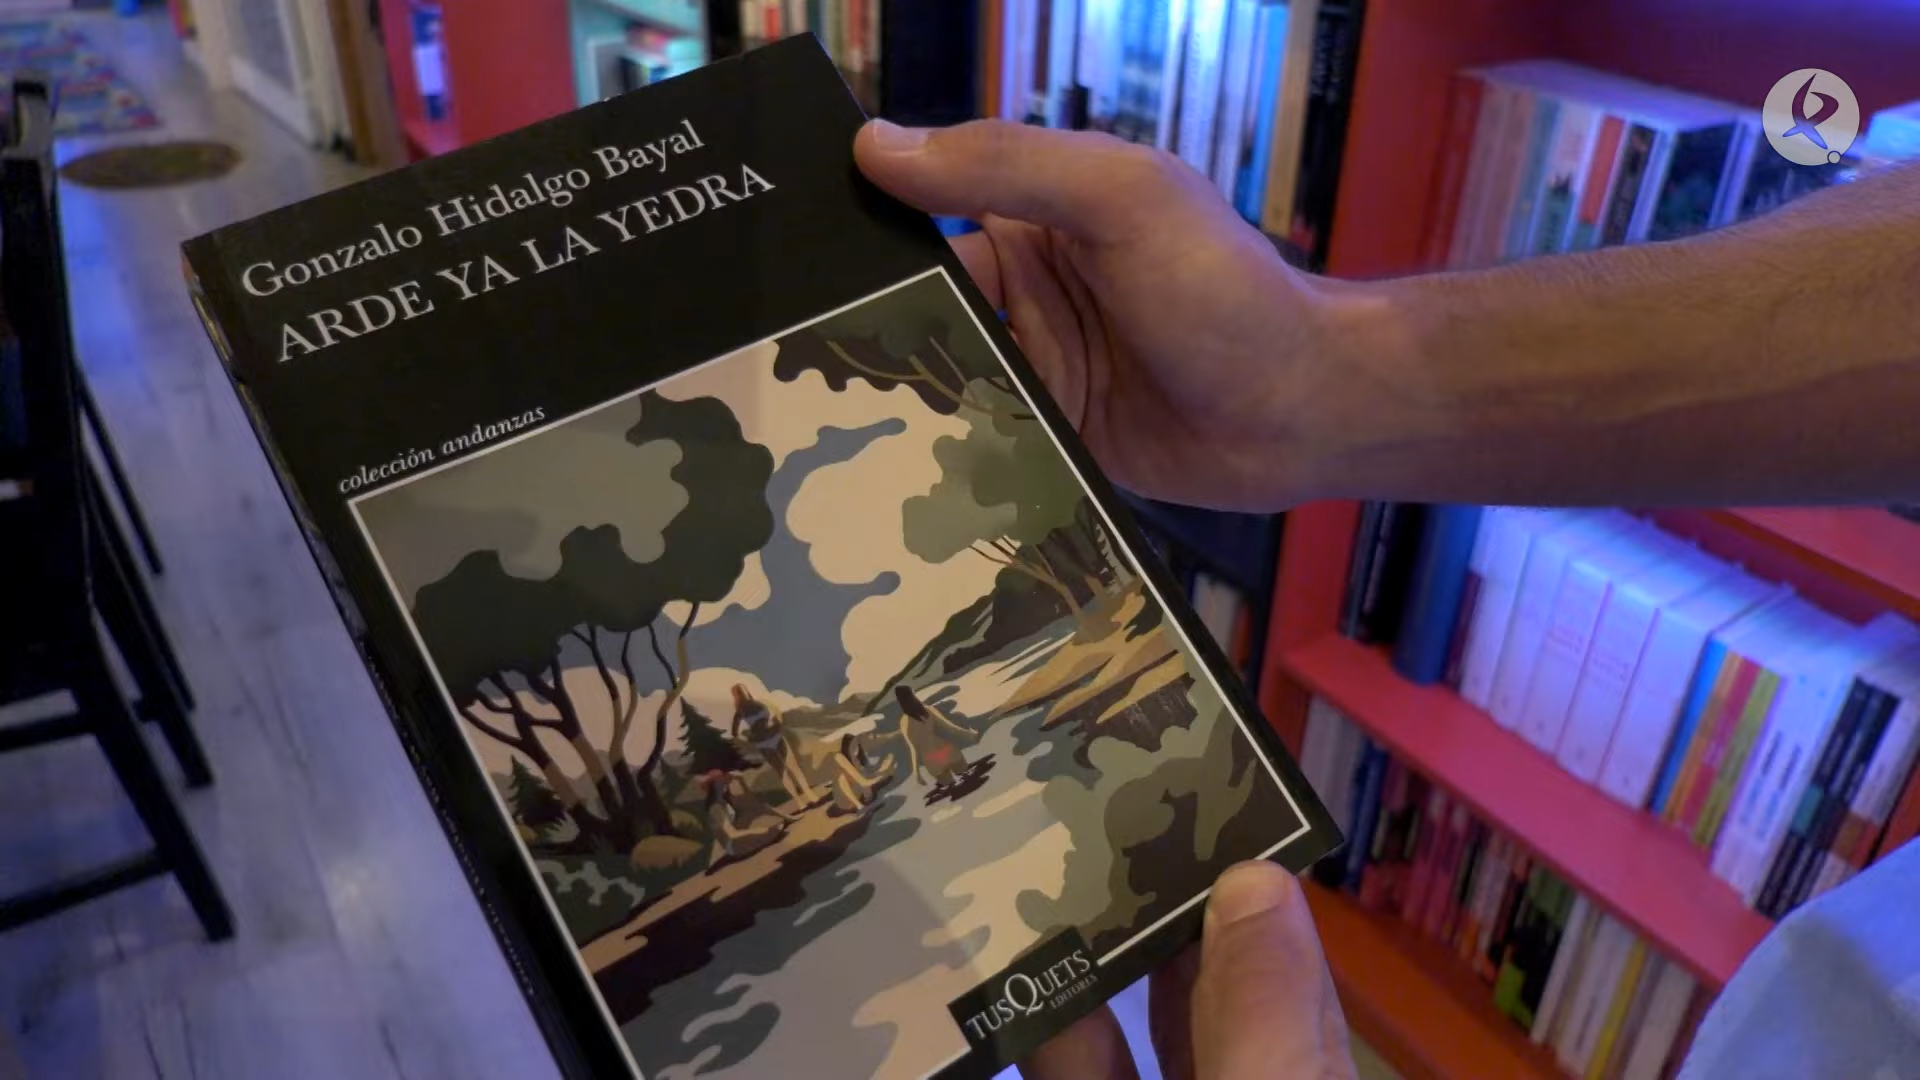 Gonzalo Hidalgo Bayal
ARDE YA LA YEDRA
colección andanzas
TUSQUETS
EDITORES